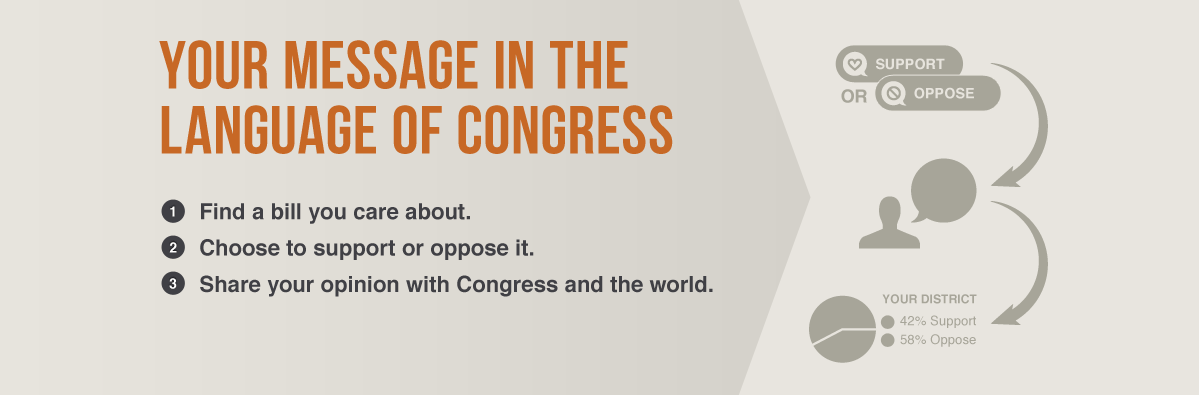 YOUR MESSAGE IN THE
LANGUAGE OF CONGRESS
1 Find a bill you care about.
2 Choose to support or oppose it.
3 Share your opinion with Congress and the world.
SUPPORT
OR OPPOSE
YOUR DISTRICT
42% Support
58% Oppose